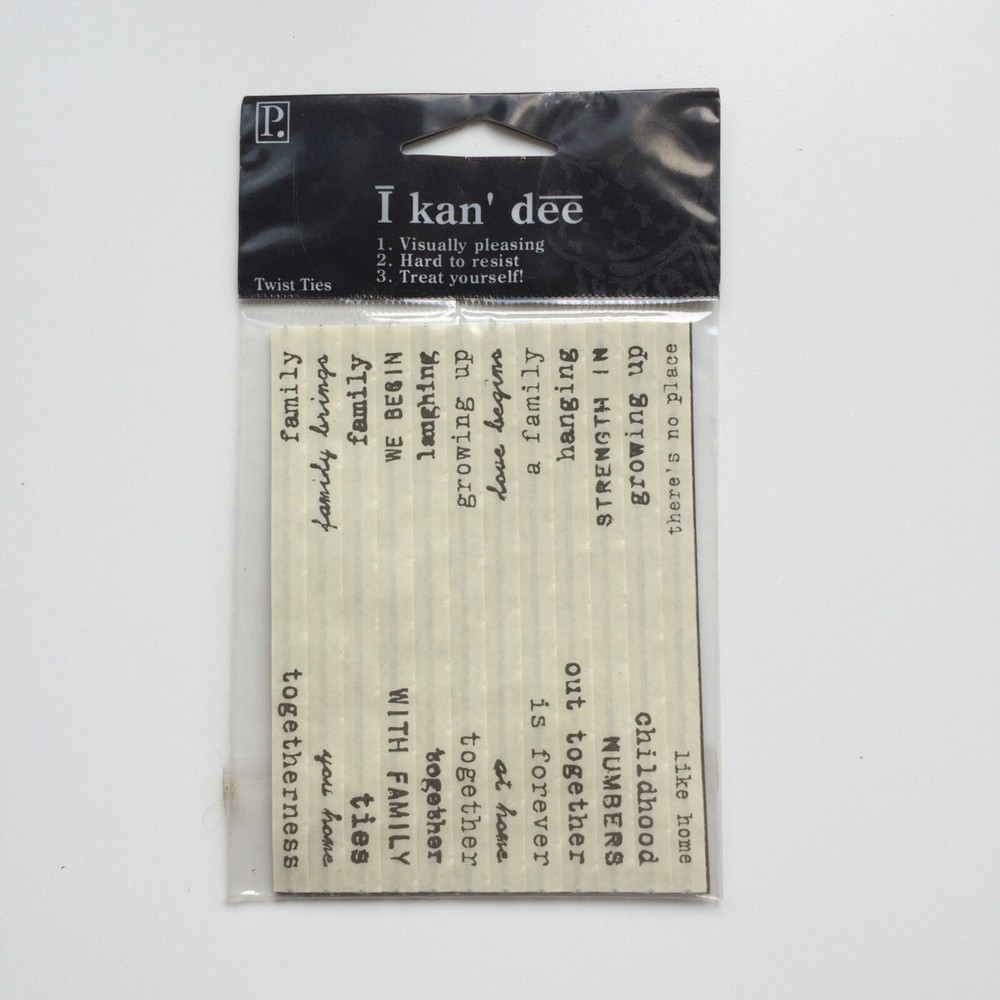 P.
Ī kan' dēē
1. Visually pleasing
2. Hard to resist
3. Treat yourself!
Twist Ties
family
togetherness
family brings
you home
family
ties
WE BEGIN
WITH FAMILY
laughing
together
growing up
together
love begins
at home
a family
is forever
hanging
out together
STRENGTH IN
NUMBERS
growing up
childhood
there's no place
like home